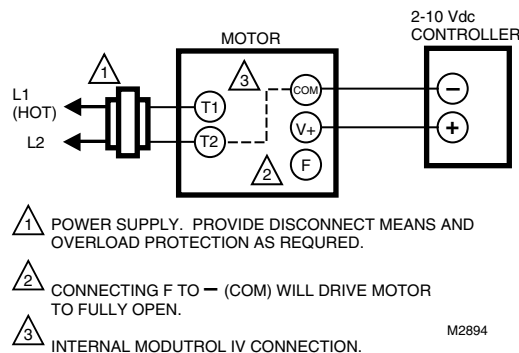 2-10 Vdc
CONTROLLER
MOTOR
1
3
L1
(HOT)
L2
T1
T2
COM
V+
F
2
−
+
1 POWER SUPPLY. PROVIDE DISCONNECT MEANS AND
OVERLOAD PROTECTION AS REQURED.
2 CONNECTING F TO − (COM) WILL DRIVE MOTOR
TO FULLY OPEN.
3 INTERNAL MODUTROL IV CONNECTION.
M2894